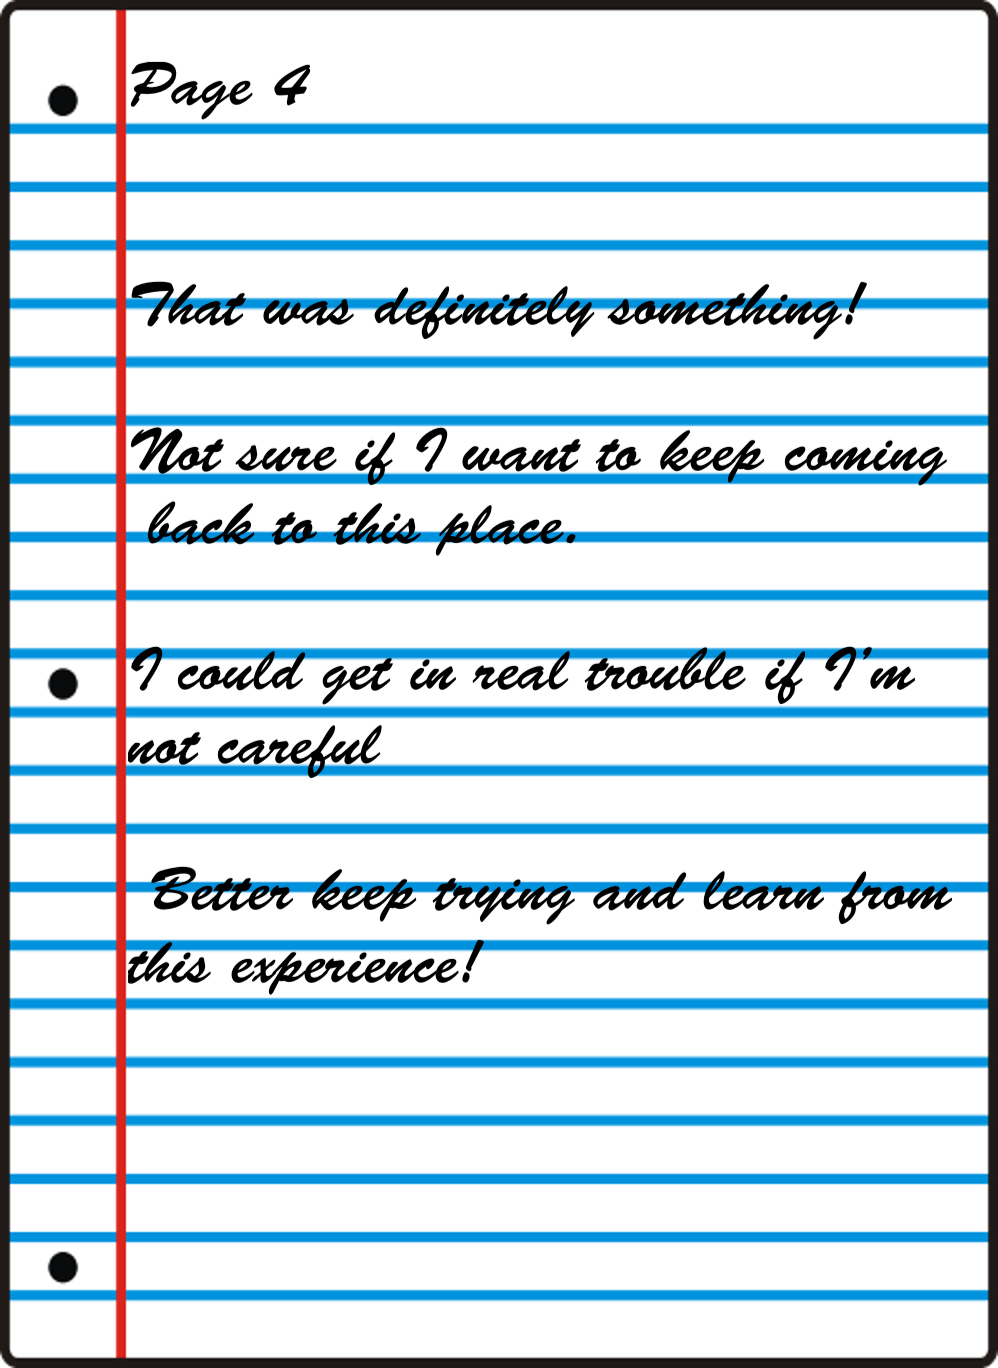 Page 4
That was definitely something!
Not sure if I want to keep coming
back to this place.
I could get in real trouble if I'm
not careful
Better keep trying and learn from
this experience!